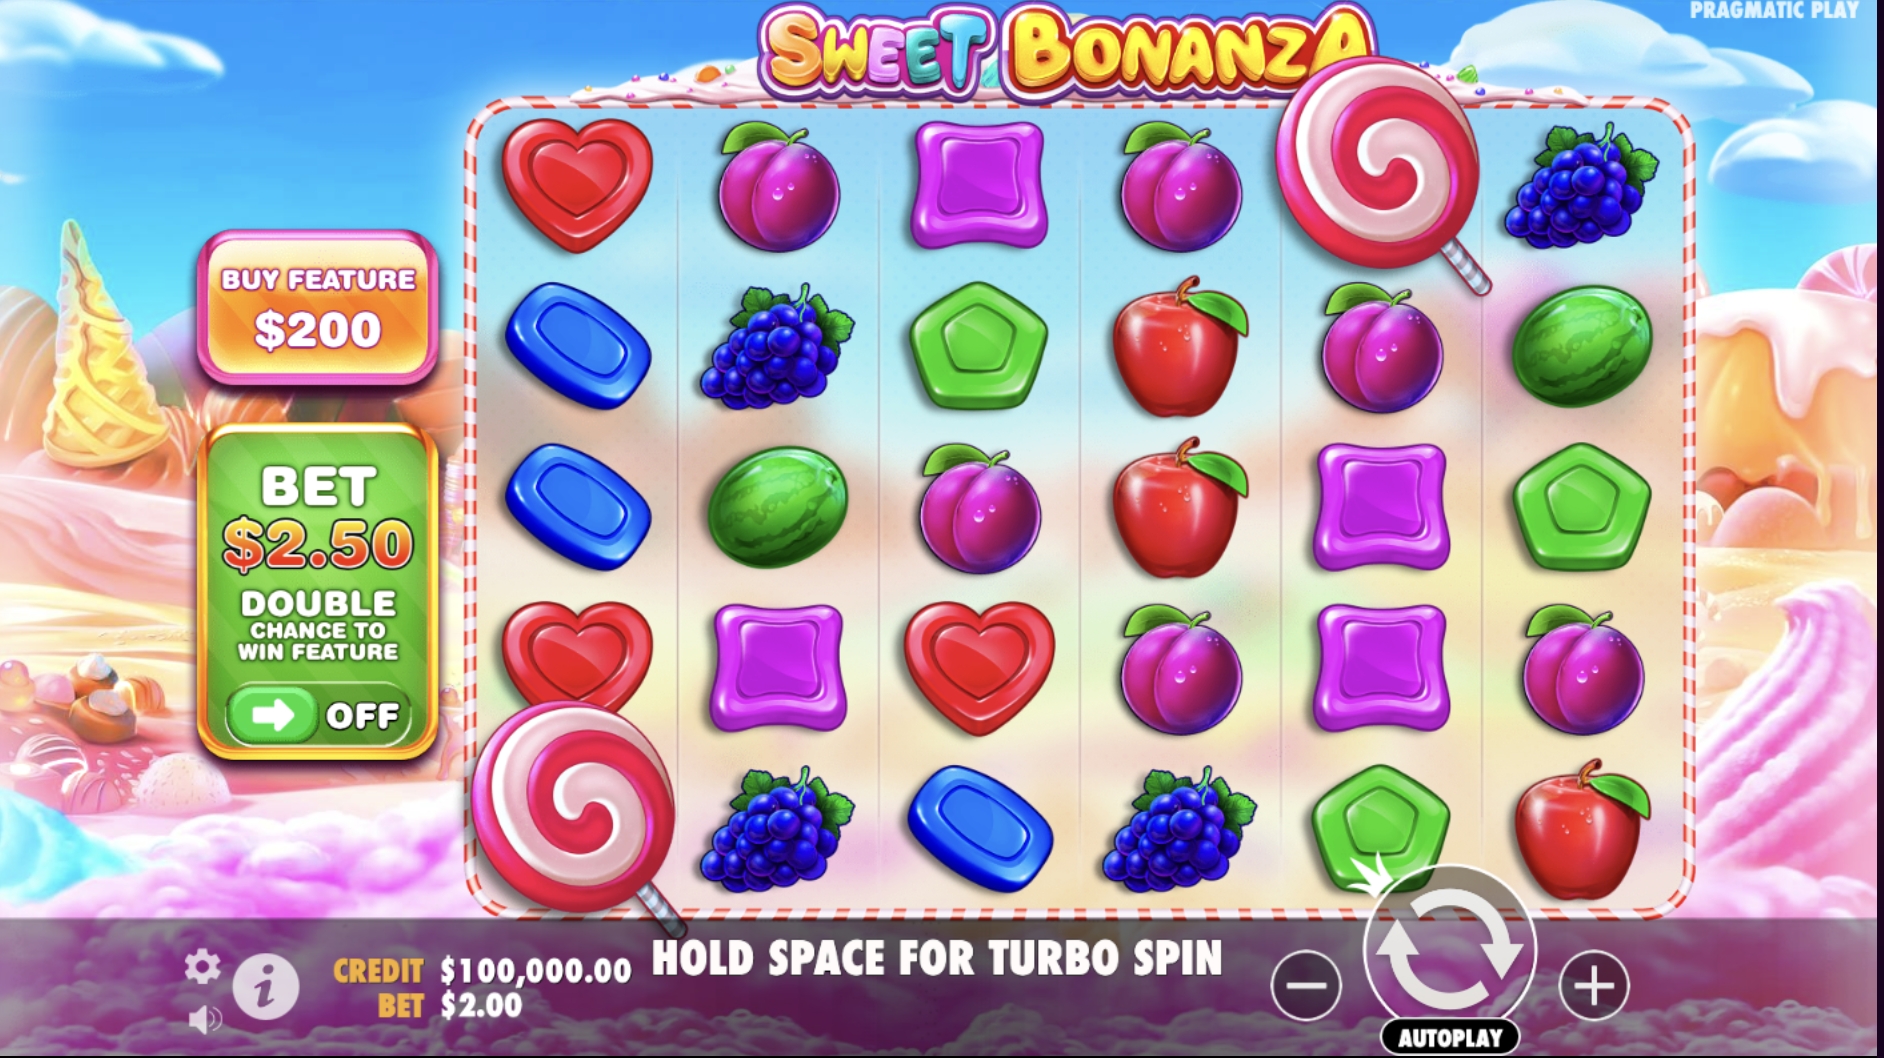 PRAGMATIC PLAY
SWEET BONANZA
BUY FEATURE
$200
BET
$2.50
DOUBLE
CHANCE TO
WIN FEATURE
OFF
CREDIT $100,000.00
BET $2.00
HOLD SPACE FOR TURBO SPIN
AUTOPLAY